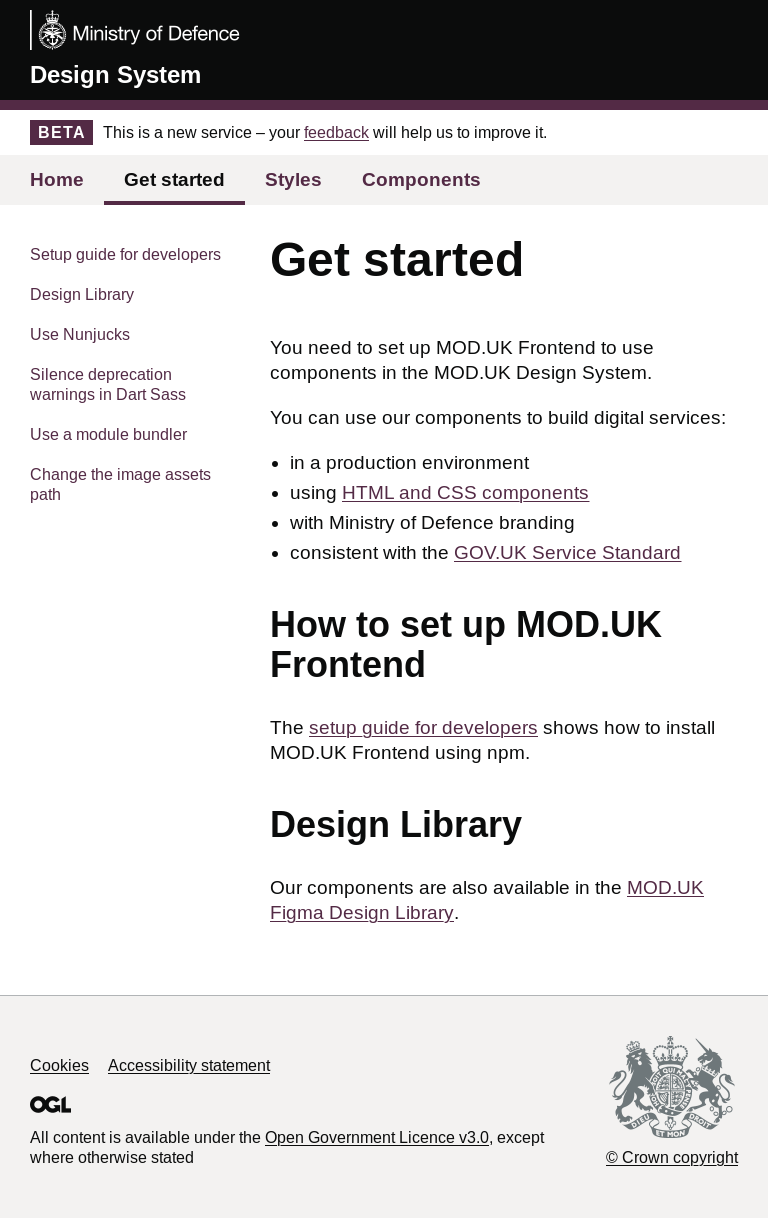 Ministry of Defence
Design System
BETA This is a new service – your feedback will help us to improve it.
Home Get started Styles Components
Setup guide for developers
Design Library
Use Nunjucks
Silence deprecation
warnings in Dart Sass
Use a module bundler
Change the image assets
path
Get started
You need to set up MOD.UK Frontend to use
components in the MOD.UK Design System.
You can use our components to build digital services:
• in a production environment
• using HTML and CSS components
• with Ministry of Defence branding
• consistent with the GOV.UK Service Standard
How to set up MOD.UK
Frontend
The setup guide for developers shows how to install
MOD.UK Frontend using npm.
Design Library
Our components are also available in the MOD.UK
Figma Design Library.
Cookies Accessibility statement
OGL
All content is available under the Open Government Licence v3.0, except
where otherwise stated
DIEU ET MON
© Crown copyright